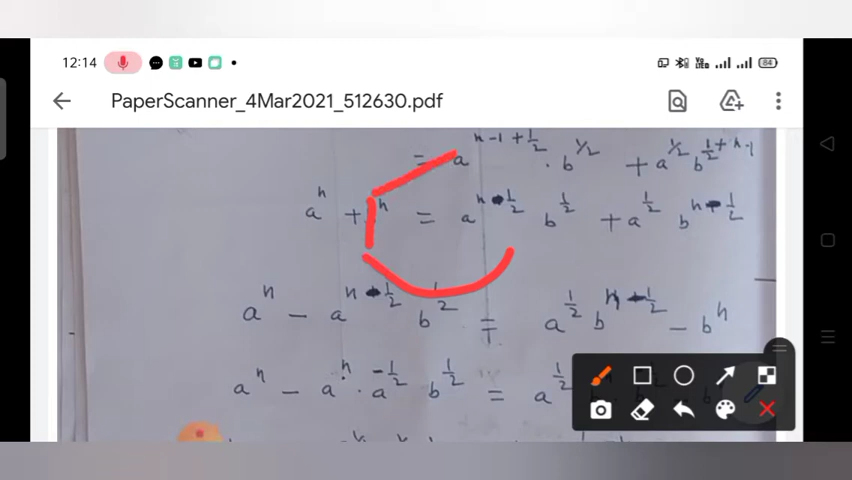 12:14
84
PaperScanner_4Mar2021_512630.pdf
= a^{n-1+1/2} · b^{1/2} + a^{1/2} b^{1/2+n-1}
a^n + b^n = a^{n-1/2} b^{1/2} + a^{1/2} b^{n-1/2}
a^n - a^{n-1/2} b^{1/2} = a^{1/2} b^{n-1/2} - b^n
a^n - a^n · a^{-1/2} b^{1/2} = a^{1/2}